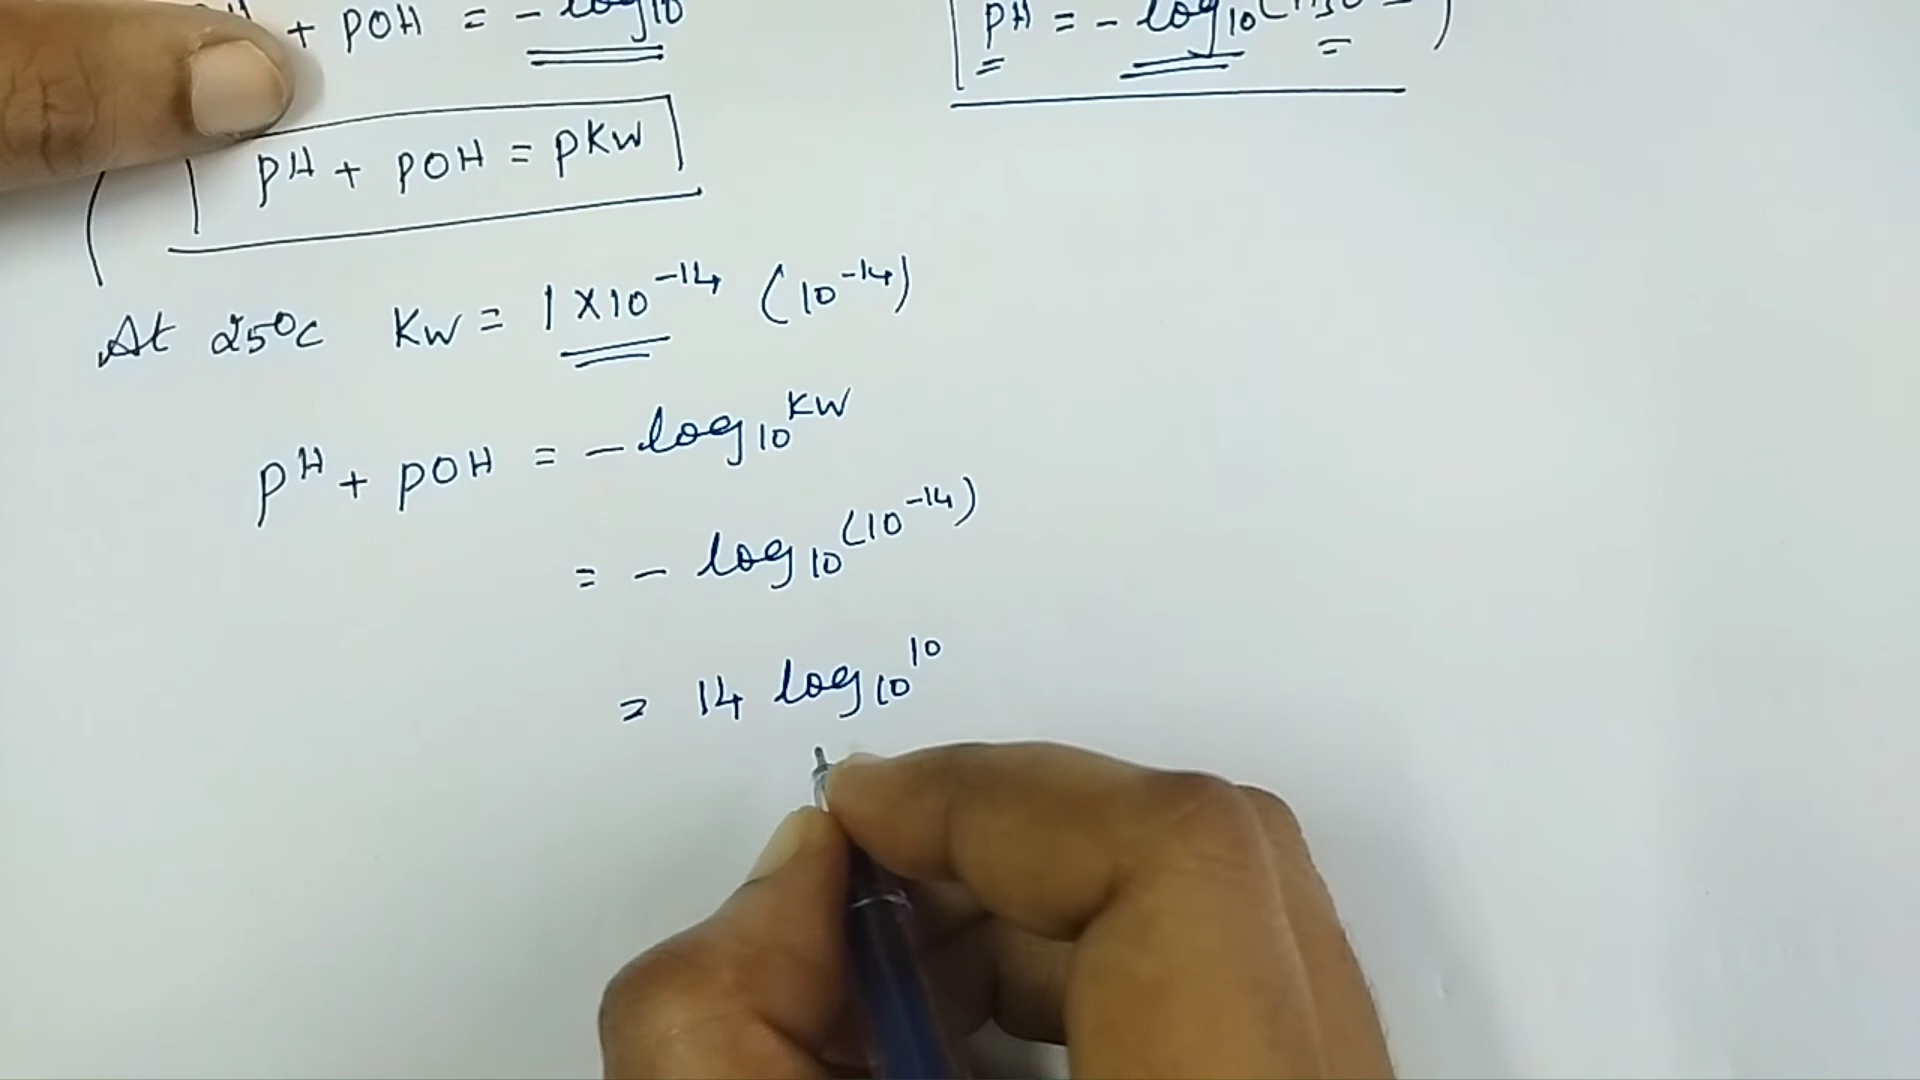 + pOH = - log10
pH = - log10(H3O
pH + pOH = pKw
At 25°C Kw = 1 X 10^-14 (10^-14)
pH + pOH = - log10 Kw
= - log10 (10^-14)
= 14 log10 10